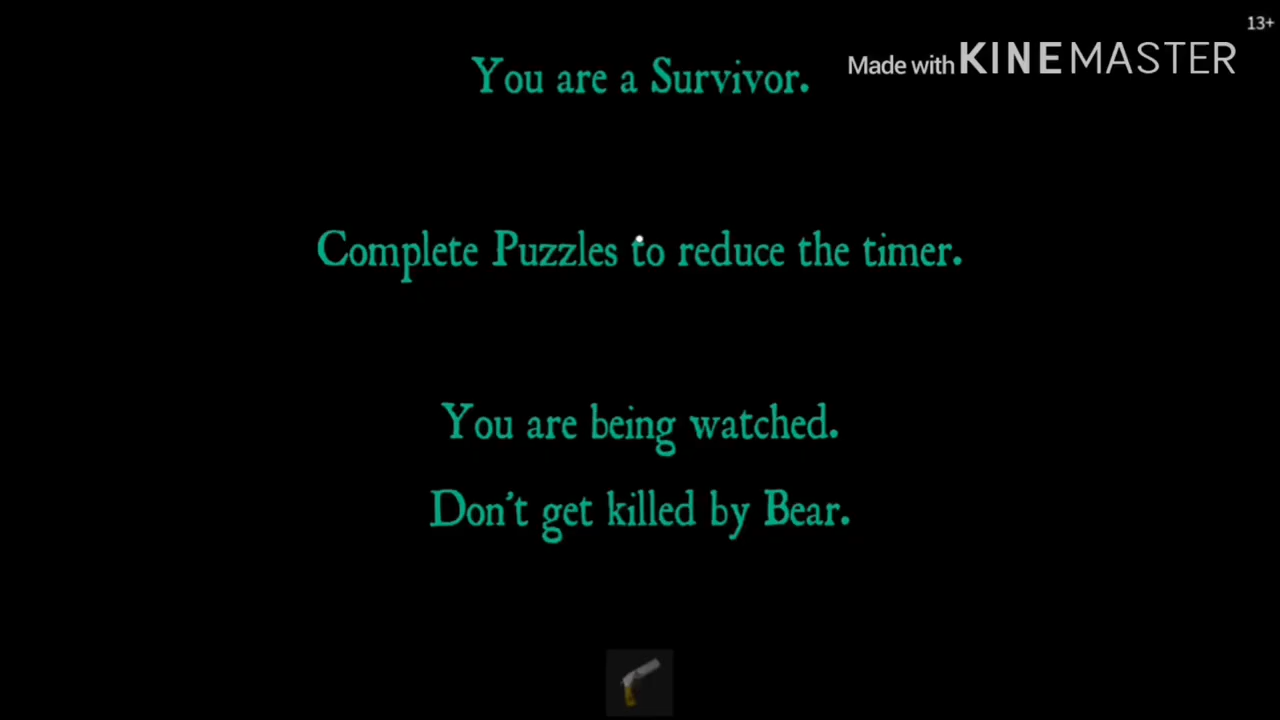 13+
Made with KINEMASTER
You are a Survivor.
Complete Puzzles to reduce the timer.
You are being watched.
Don't get killed by Bear.